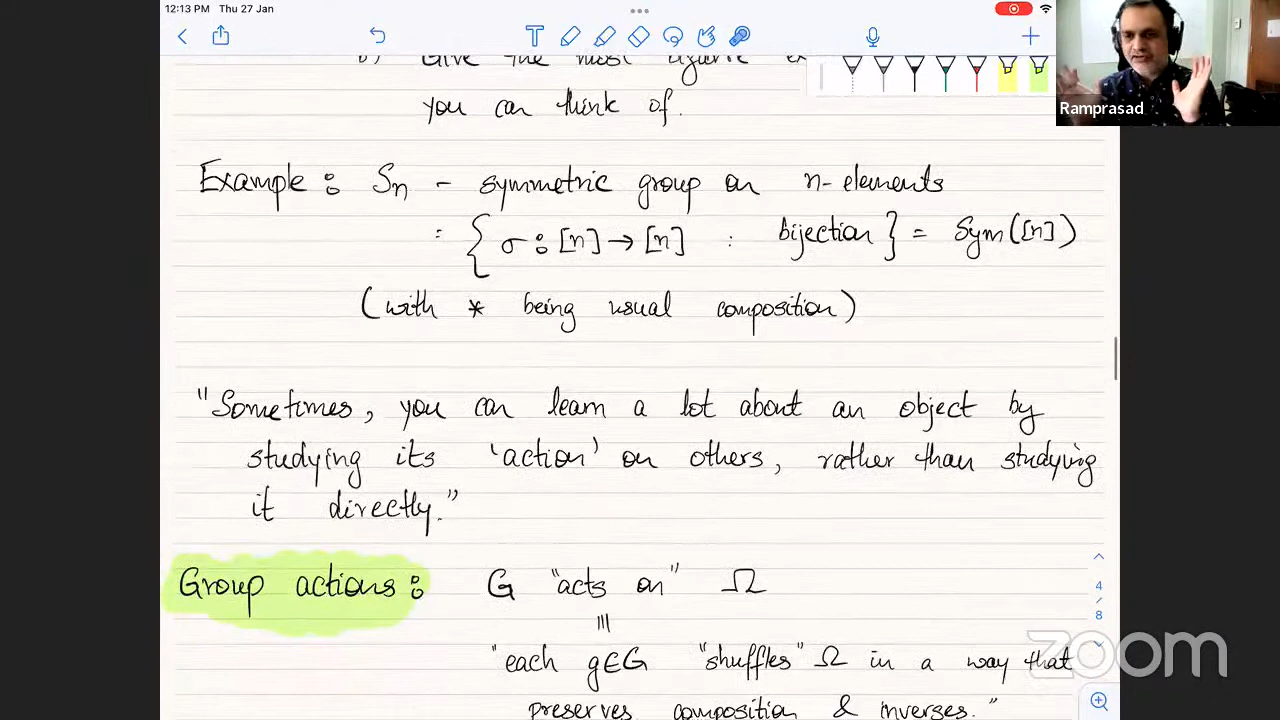 12:13 PM Thu 27 Jan
Ramprasad
Give the most
you can think of.
Example: Sn - symmetric group on n-elements
= { σ : [n] → [n] : bijection } = Sym([n])
(with * being usual composition)
"Sometimes, you can learn a lot about an object by
studying its 'action' on others, rather than studying
it directly."
Group actions: G "acts on" Ω
≡
"each g∈G "shuffles" Ω in a way that
preserves composition & inverses."
4
/
8
zoom